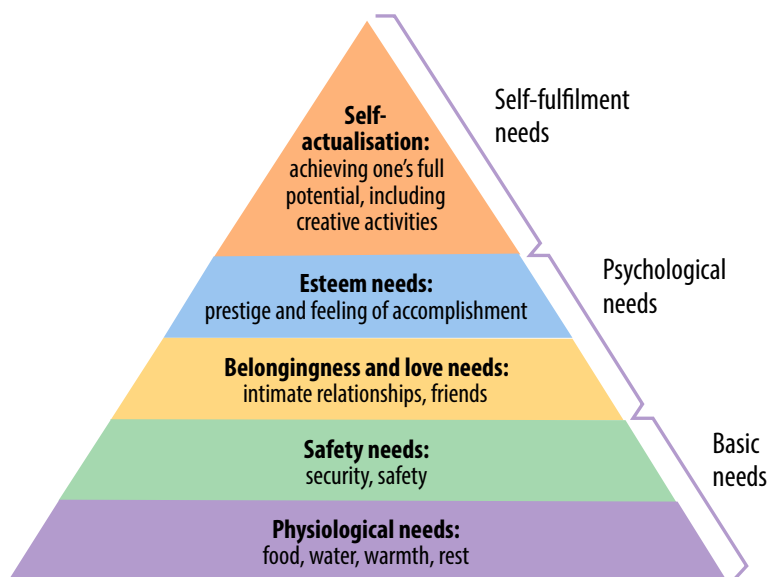 Self-
actualisation:
achieving one's full
potential, including
creative activities
Self-fulfilment
needs
Esteem needs:
prestige and feeling of accomplishment
Psychological
needs
Belongingness and love needs:
intimate relationships, friends
Safety needs:
security, safety
Basic
needs
Physiological needs:
food, water, warmth, rest